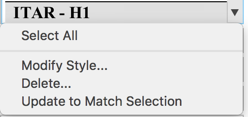 ITAR - H1
Select All
Modify Style...
Delete...
Update to Match Selection